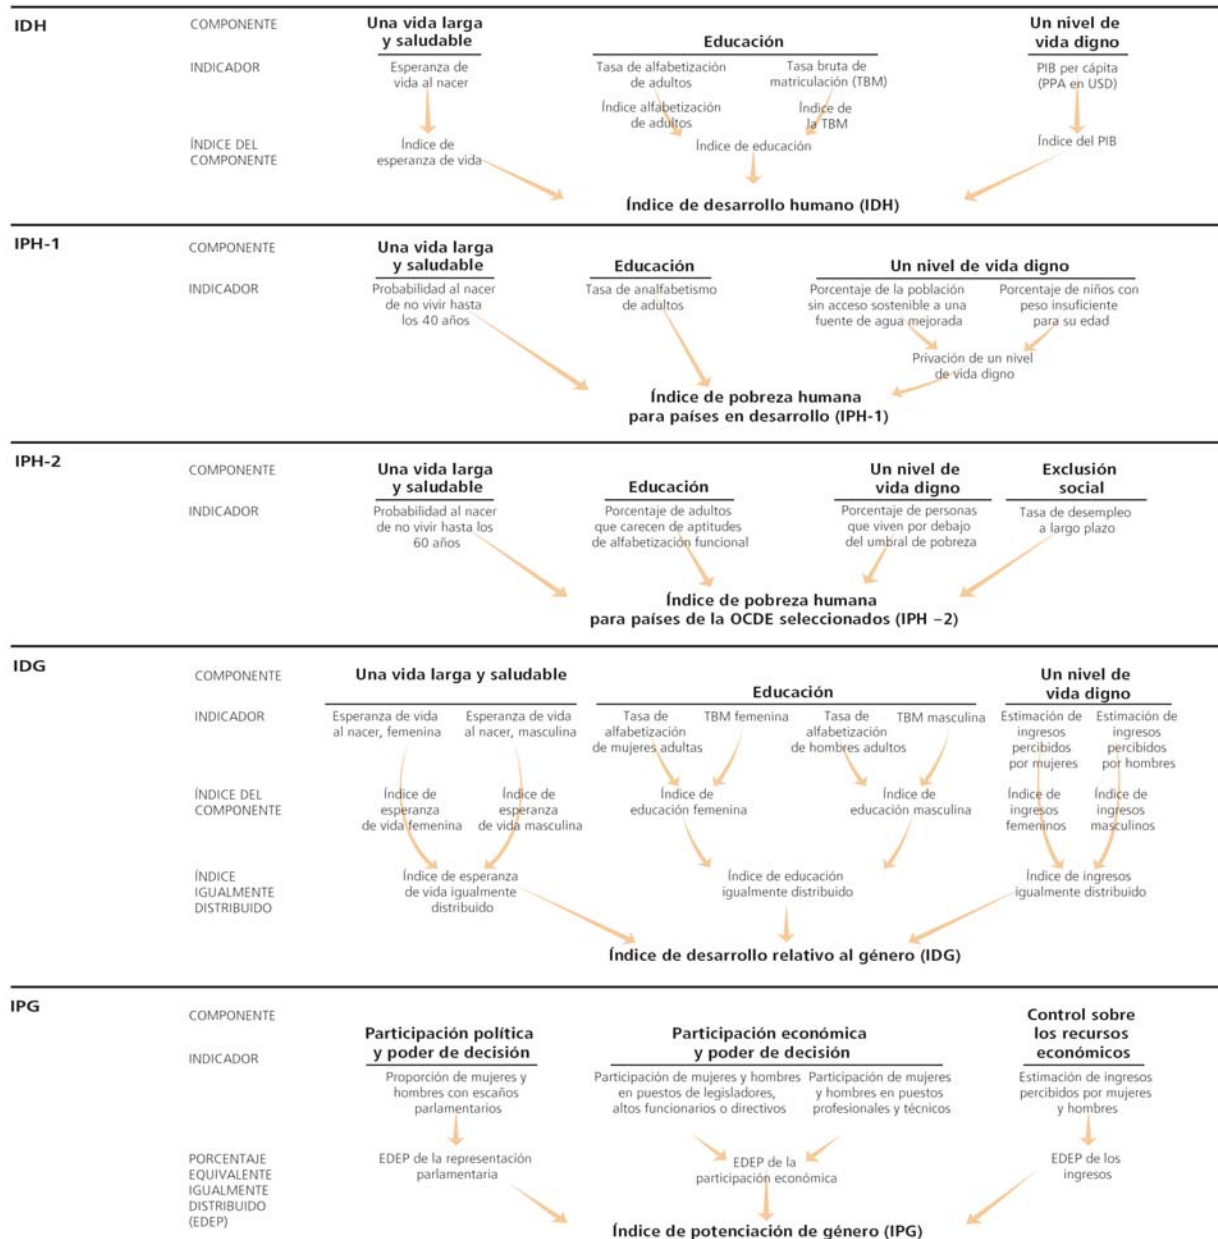 IDH
COMPONENTE
Una vida larga
y saludable
Educación
Un nivel de
vida digno
INDICADOR
Esperanza de
vida al nacer
Tasa de alfabetización
de adultos
Tasa bruta de
matriculación (TBM)
PIB per cápita
(PPA en USD)
Índice alfabetización
de adultos
Índice de
la TBM
ÍNDICE DEL
COMPONENTE
Índice de
esperanza de vida
Índice de educación
Índice del PIB
Índice de desarrollo humano (IDH)
IPH-1
COMPONENTE
Una vida larga
y saludable
Educación
Un nivel de vida digno
INDICADOR
Probabilidad al nacer
de no vivir hasta
los 40 años
Tasa de analfabetismo
de adultos
Porcentaje de la población
sin acceso sostenible a una
fuente de agua mejorada
Porcentaje de niños con
peso insuficiente
para su edad
Privación de un nivel
de vida digno
Índice de pobreza humana
para países en desarrollo (IPH-1)
IPH-2
COMPONENTE
Una vida larga
y saludable
Educación
Un nivel de
vida digno
Exclusión
social
INDICADOR
Probabilidad al nacer
de no vivir hasta los
60 años
Porcentaje de adultos
que carecen de aptitudes
de alfabetización funcional
Porcentaje de personas
que viven por debajo
del umbral de pobreza
Tasa de desempleo
a largo plazo
Índice de pobreza humana
para países de la OCDE seleccionados (IPH –2)
IDG
COMPONENTE
Una vida larga y saludable
Educación
Un nivel de
vida digno
INDICADOR
Esperanza de vida
al nacer, femenina
Esperanza de vida
al nacer, masculina
Tasa de
alfabetización
de mujeres adultas
TBM femenina
Tasa de
alfabetización
de hombres adultos
TBM masculina
Estimación de
ingresos
percibidos
por mujeres
Estimación de
ingresos
percibidos
por hombres
ÍNDICE DEL
COMPONENTE
Índice de
esperanza
de vida femenina
Índice de
esperanza
de vida masculina
Índice de
educación femenina
Índice de
educación masculina
Índice de
ingresos
femeninos
Índice de
ingresos
masculinos
ÍNDICE
IGUALMENTE
DISTRIBUIDO
Índice de esperanza
de vida igualmente
distribuido
Índice de educación
igualmente distribuido
Índice de ingresos
igualmente distribuido
Índice de desarrollo relativo al género (IDG)
IPG
COMPONENTE
Participación política
y poder de decisión
Participación económica
y poder de decisión
Control sobre
los recursos
económicos
INDICADOR
Proporción de mujeres y
hombres con escaños
parlamentarios
Participación de mujeres y hombres
en puestos de legisladores,
altos funcionarios o directivos
Participación de mujeres
y hombres en puestos
profesionales y técnicos
Estimación de ingresos
percibidos por mujeres
y hombres
PORCENTAJE
EQUIVALENTE
IGUALMENTE
DISTRIBUIDO
(EDEP)
EDEP de la representación
parlamentaria
EDEP de la
participación económica
EDEP de los
ingresos
Índice de potenciación de género (IPG)